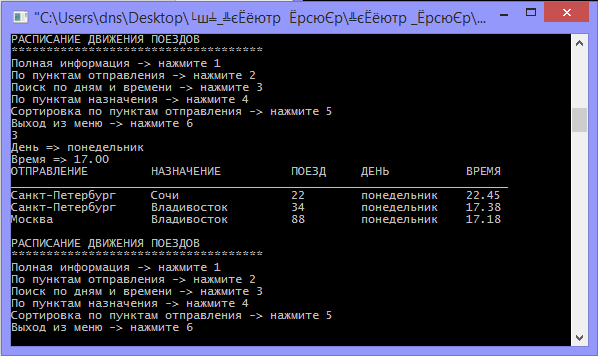 "C:\Users\dns\Desktop\└ш╧_╩єЁёютр ЁрсюЄр\╩єЁёютр _ЁрсюЄр\...
РАСПИСАНИЕ ДВИЖЕНИЯ ПОЕЗДОВ
************************************
Полная информация -> нажмите 1
По пунктам отправления -> нажмите 2
Поиск по дням и времени -> нажмите 3
По пунктам назначения -> нажмите 4
Сортировка по пунктам отправления -> нажмите 5
Выход из меню -> нажмите 6
3
День => понедельник
Время => 17.00
ОТПРАВЛЕНИЕ НАЗНАЧЕНИЕ ПОЕЗД ДЕНЬ ВРЕМЯ
Санкт-Петербург Сочи 22 понедельник 22.45
Санкт-Петербург Владивосток 34 понедельник 17.38
Москва Владивосток 88 понедельник 17.18
РАСПИСАНИЕ ДВИЖЕНИЯ ПОЕЗДОВ
************************************
Полная информация -> нажмите 1
По пунктам отправления -> нажмите 2
Поиск по дням и времени -> нажмите 3
По пунктам назначения -> нажмите 4
Сортировка по пунктам отправления -> нажмите 5
Выход из меню -> нажмите 6